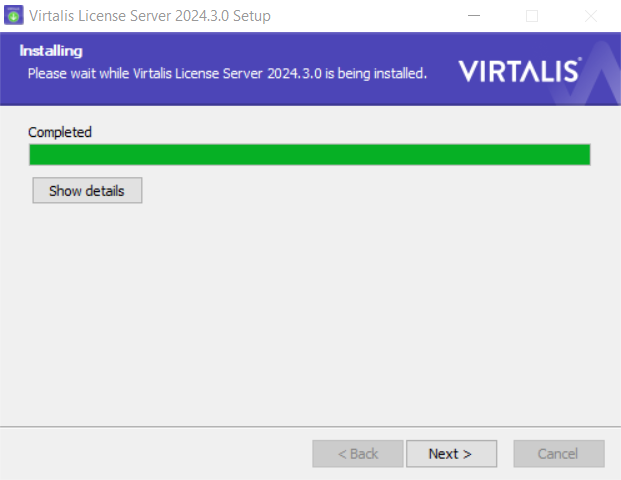 Virtalis License Server 2024.3.0 Setup
Installing
Please wait while Virtalis License Server 2024.3.0 is being installed.
VIRTALIS
Completed
Show details
< Back
Next >
Cancel